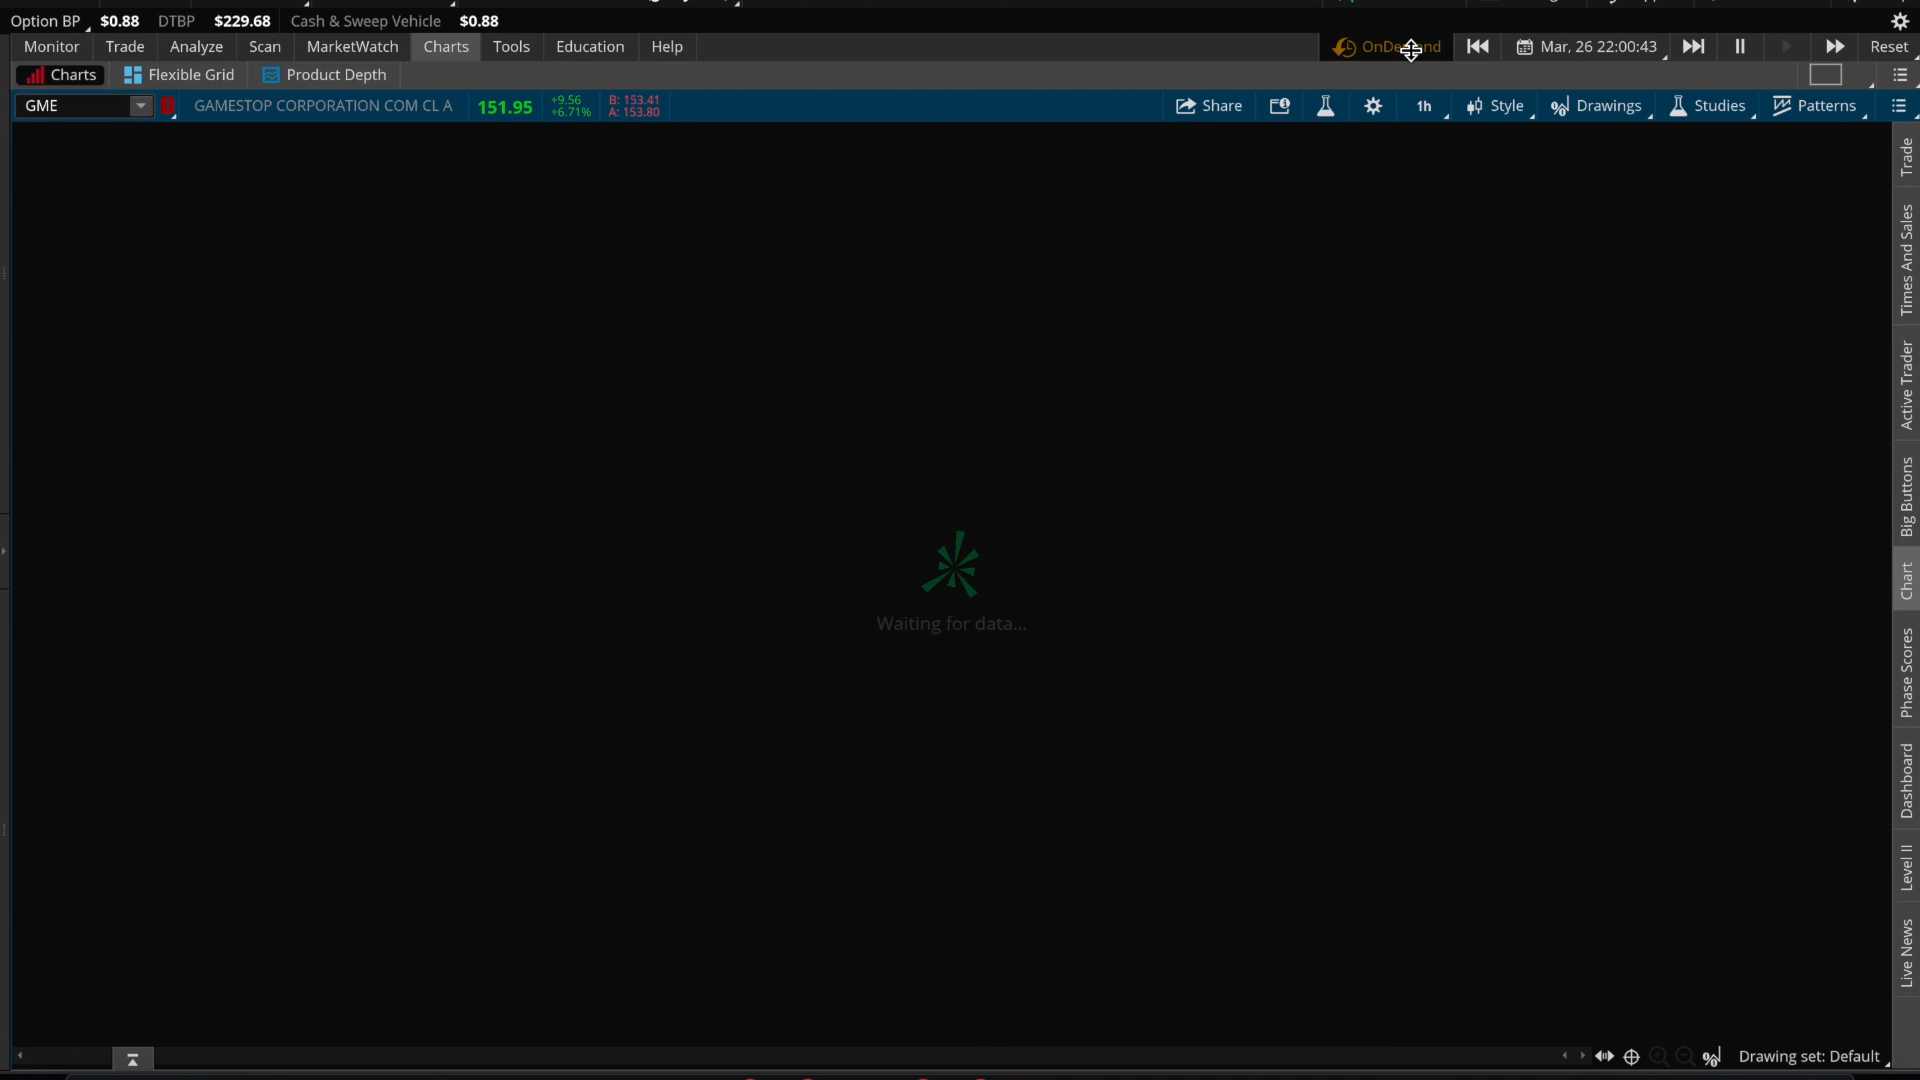 Option BP $0.88 DTBP $229.68 Cash & Sweep Vehicle $0.88
Monitor Trade Analyze Scan MarketWatch Charts Tools Education Help Mar, 26 22:00:43 Reset
Charts Flexible Grid Product Depth
GME GAMESTOP CORPORATION COM CL A 151.95 +9.56 B: 153.41 Share 1h Style Drawings Studies Patterns
+6.71% A: 153.80
Trade
Times And Sales
Active Trader
Big Buttons
Chart
Phase Scores
Dashboard
Level II
Live News
Waiting for data...
Drawing set: Default